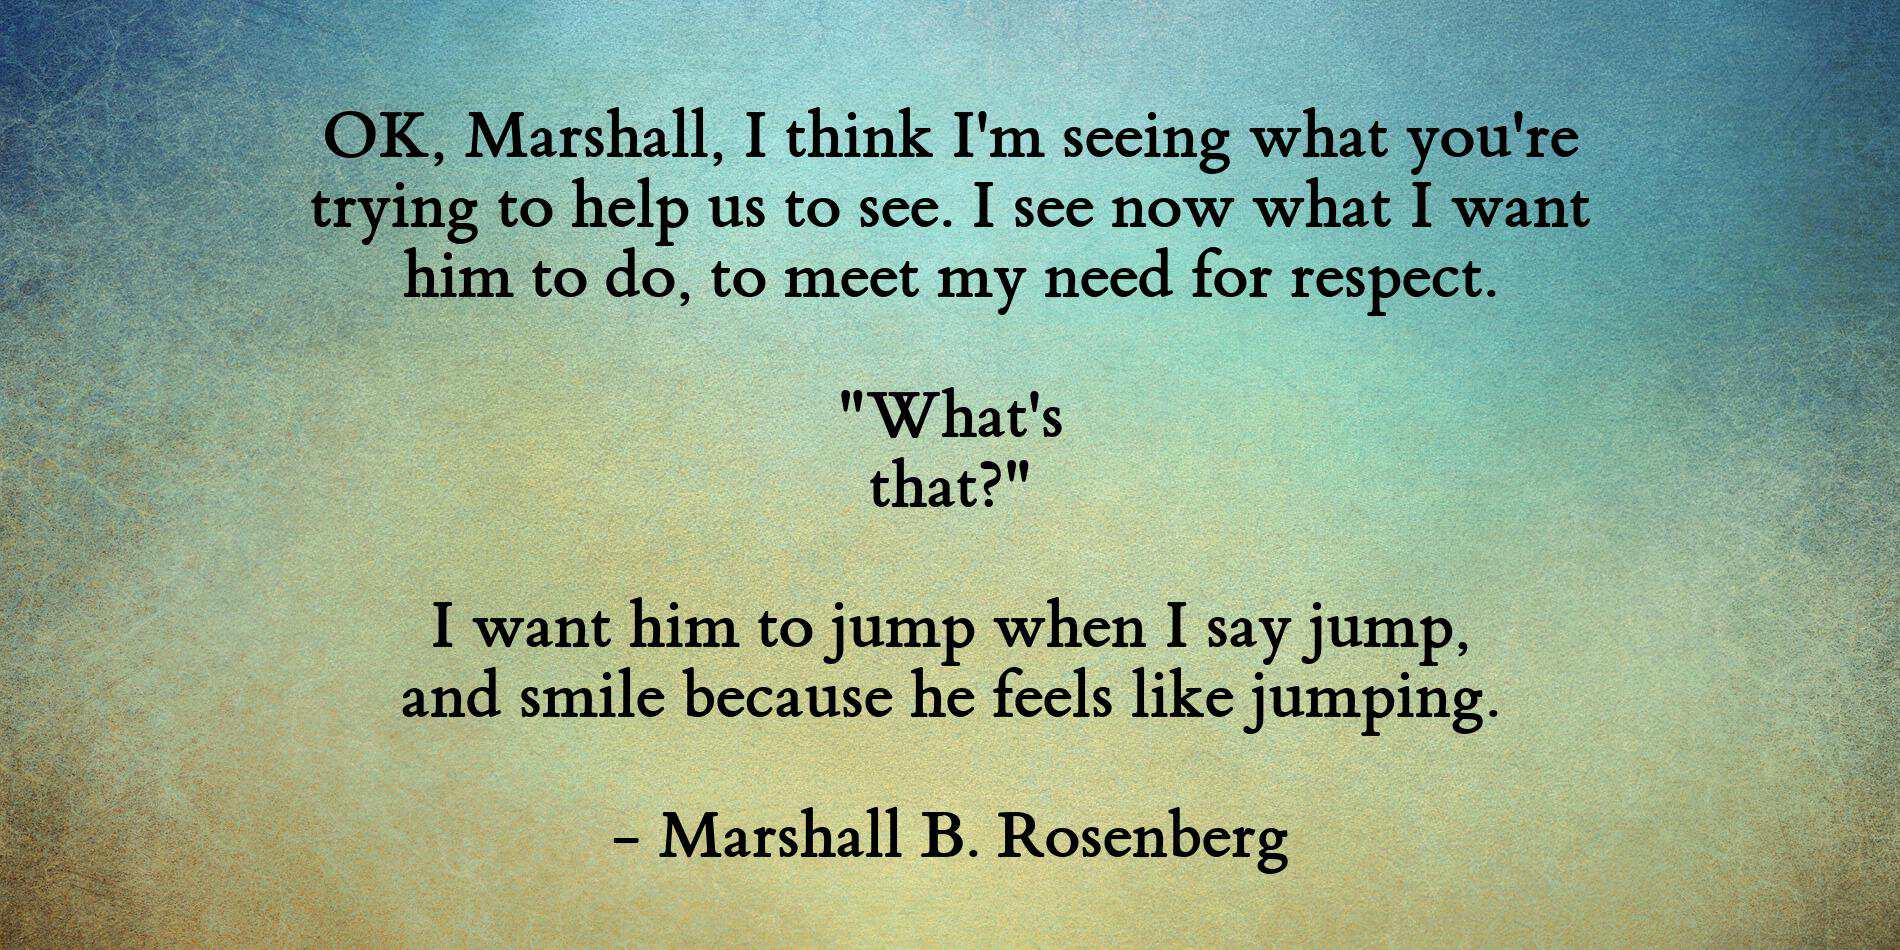 OK, Marshall, I think I'm seeing what you're
trying to help us to see. I see now what I want
him to do, to meet my need for respect.
"What's
that?"
I want him to jump when I say jump,
and smile because he feels like jumping.
- Marshall B. Rosenberg